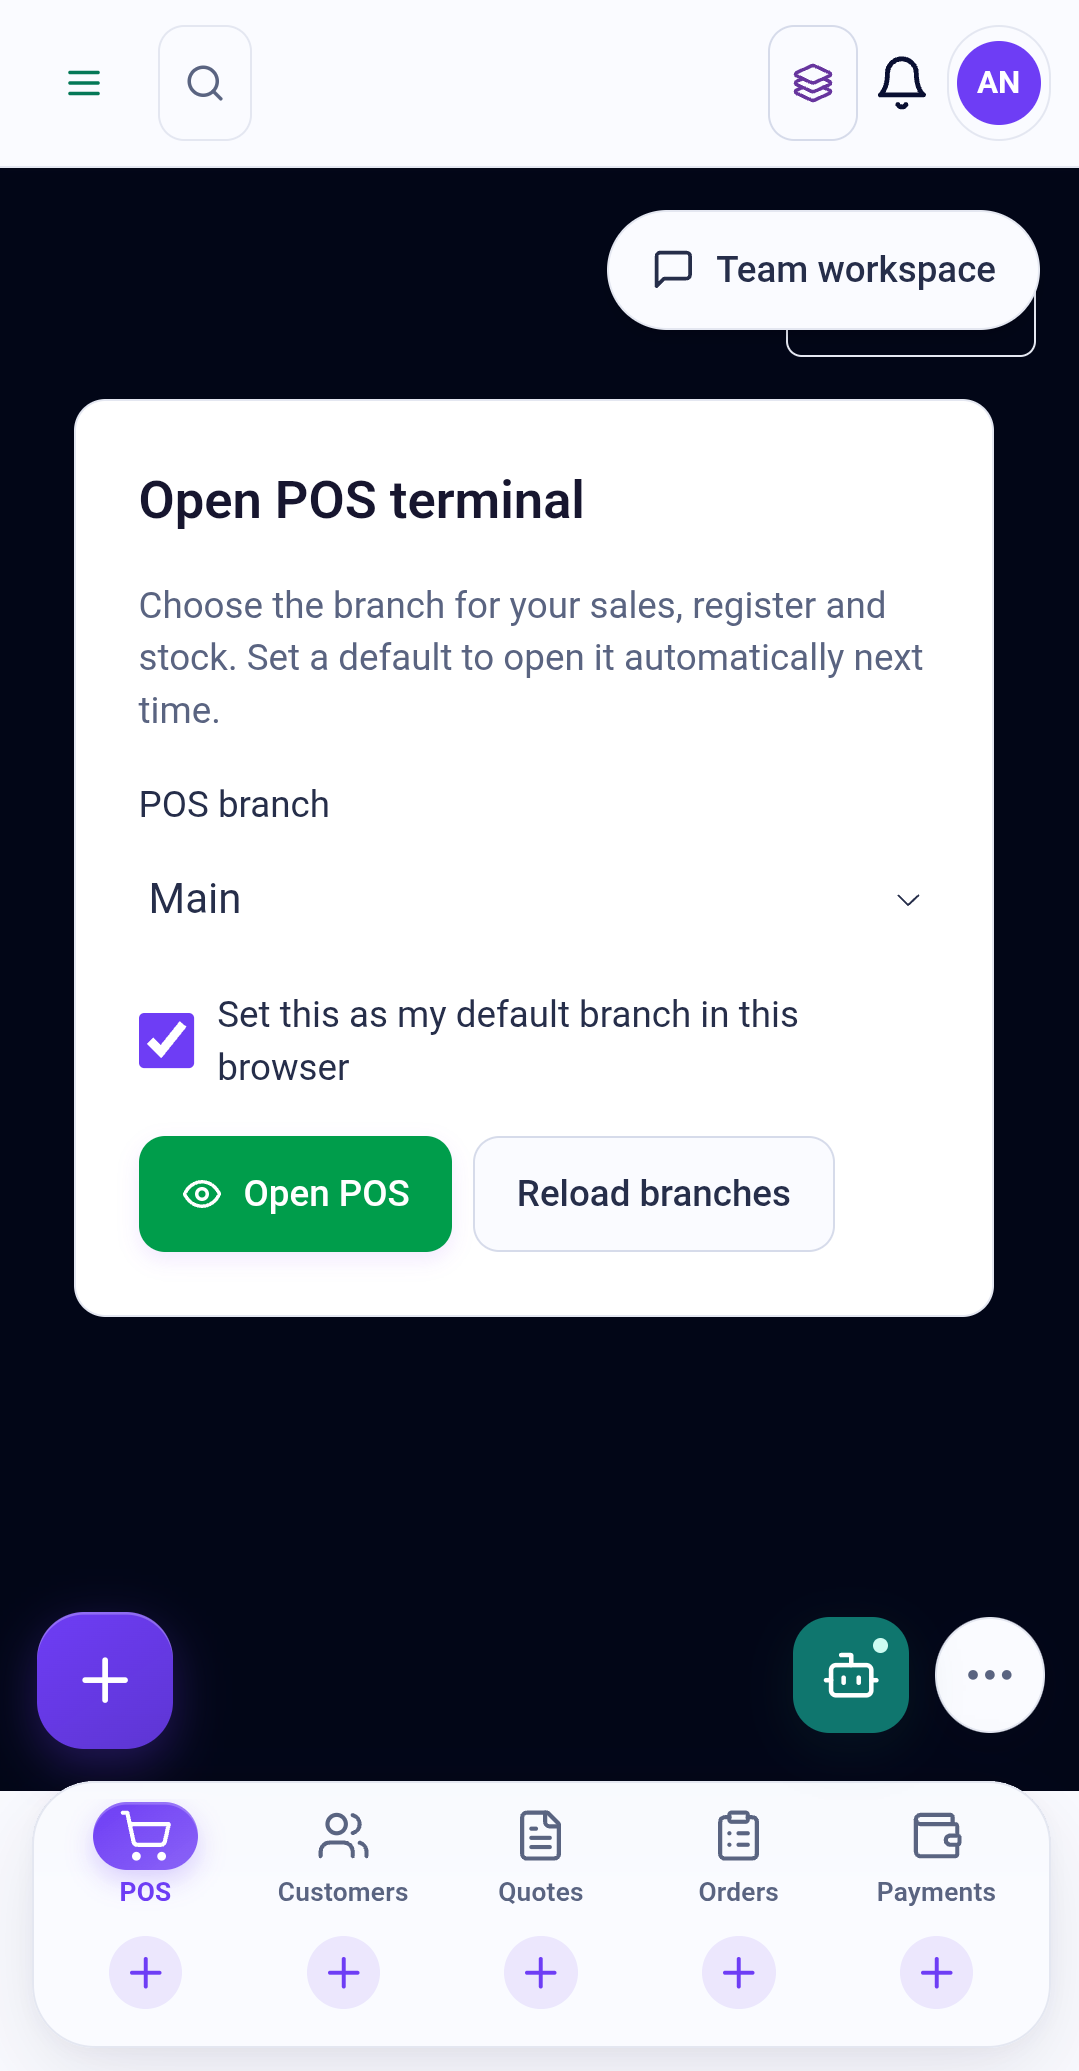 AN
Team workspace
Open POS terminal
Choose the branch for your sales, register and
stock. Set a default to open it automatically next
time.
POS branch
Main
Set this as my default branch in this
browser
Open POS
Reload branches
POS
Customers
Quotes
Orders
Payments